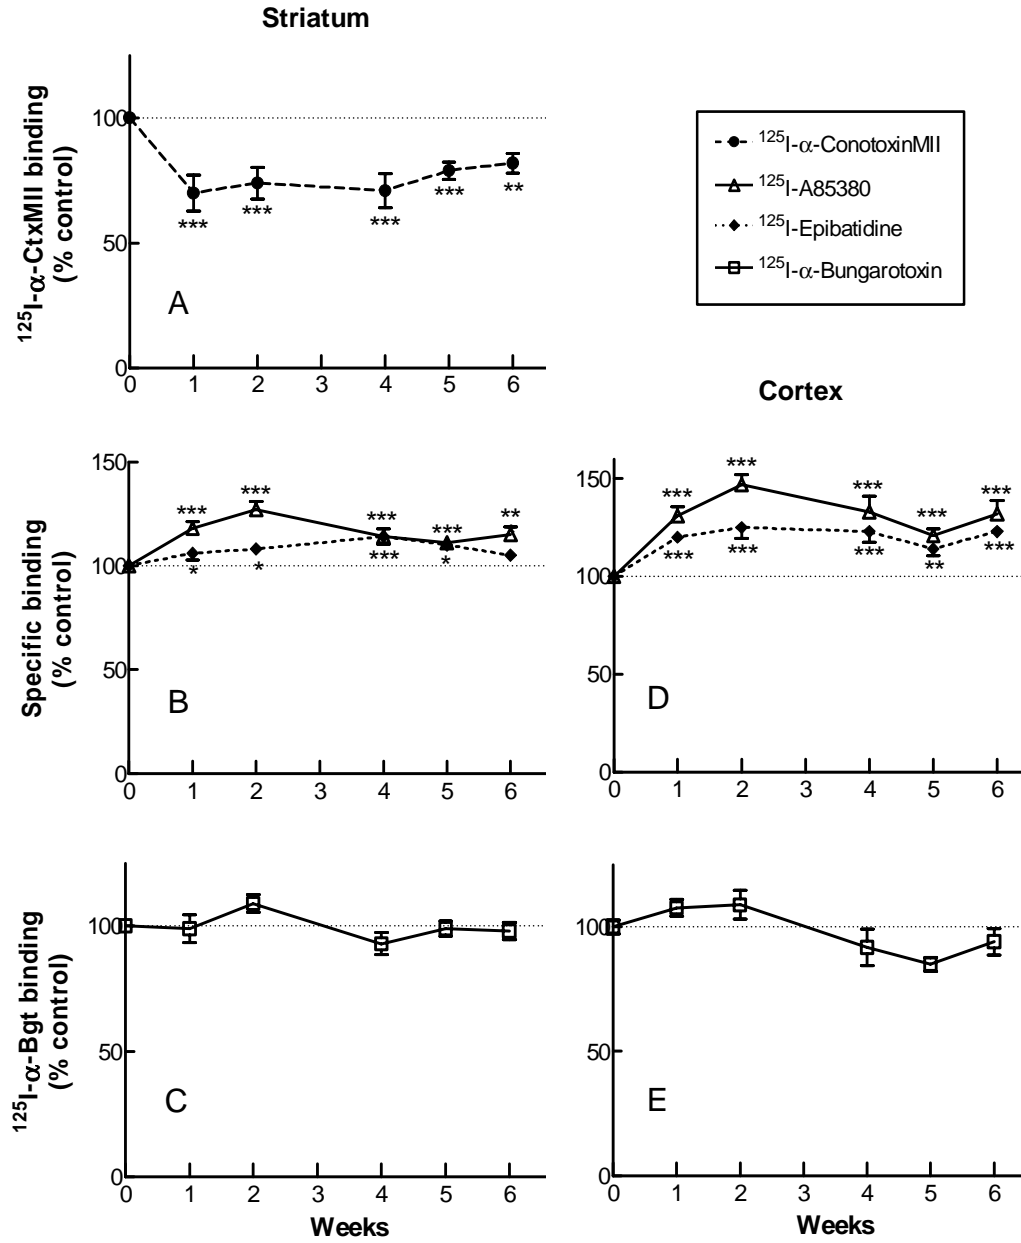 Striatum
¹²⁵I-α-CtxMII binding
(% control)
100
50
0
***
***
***
***
**
A
0 1 2 3 4 5 6
¹²⁵I-α-ConotoxinMII
¹²⁵I-A85380
¹²⁵I-Epibatidine
¹²⁵I-α-Bungarotoxin
Specific binding
(% control)
150
100
50
0
*** *** *** *** **
* * *** *
B
0 1 2 3 4 5 6
Cortex
150
100
50
0
*** *** *** *** ***
*** *** *** ** ***
D
0 1 2 3 4 5 6
¹²⁵I-α-Bgt binding
(% control)
100
50
0
C
0 1 2 3 4 5 6
Weeks
100
50
0
E
0 1 2 3 4 5 6
Weeks